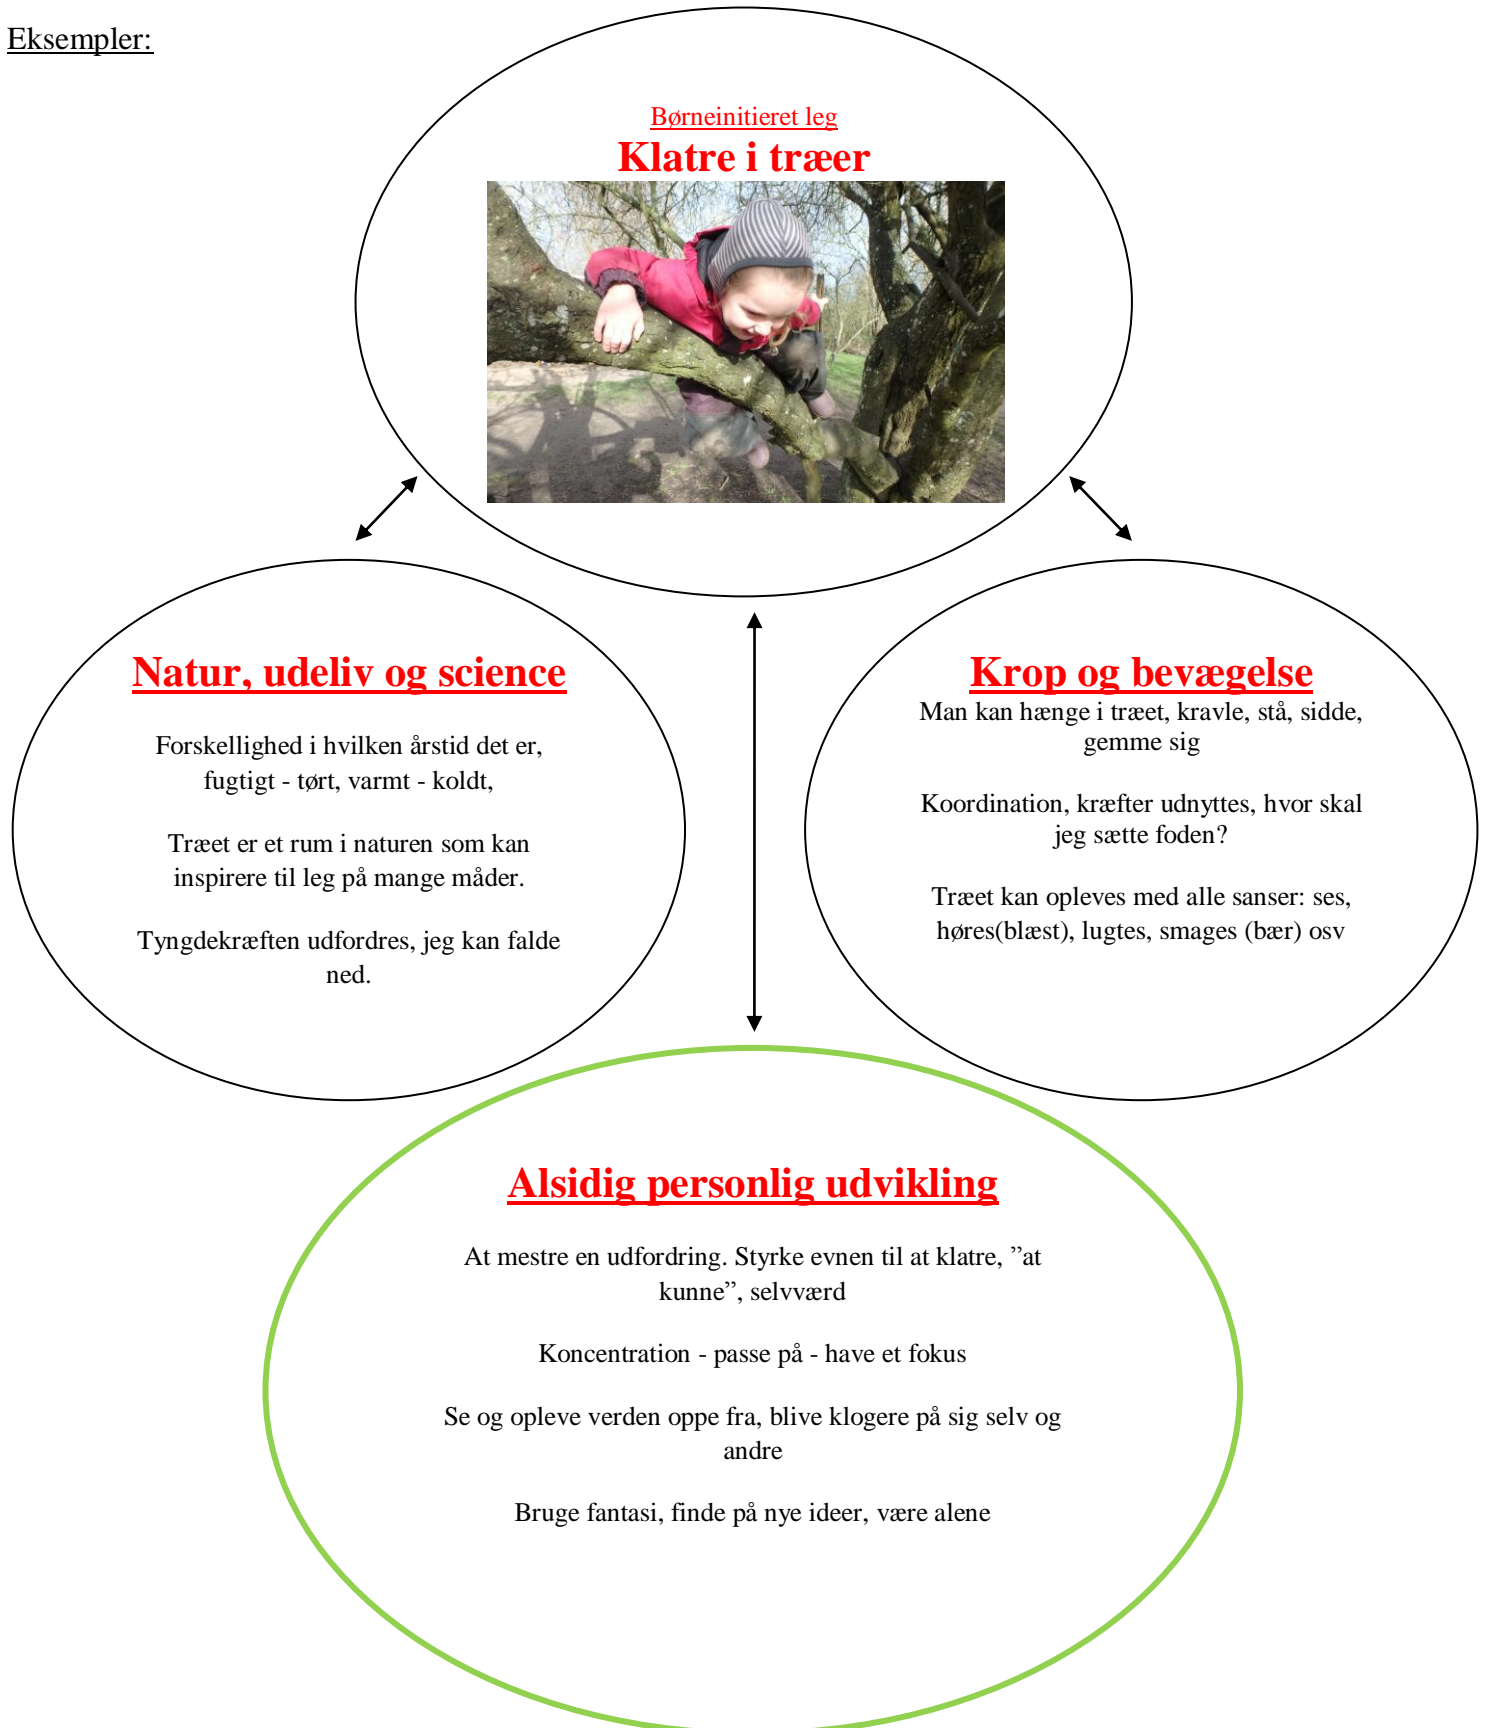 Eksempler:
Børneinitieret leg
Klatre i træer
Natur, udeliv og science
Forskellighed i hvilken årstid det er,
fugtigt - tørt, varmt - koldt,
Træet er et rum i naturen som kan
inspirere til leg på mange måder.
Tyngdekræften udfordres, jeg kan falde
ned.
Krop og bevægelse
Man kan hænge i træet, kravle, stå, sidde,
gemme sig
Koordination, kræfter udnyttes, hvor skal
jeg sætte foden?
Træet kan opleves med alle sanser: ses,
høres(blæst), lugtes, smages (bær) osv
Alsidig personlig udvikling
At mestre en udfordring. Styrke evnen til at klatre, ”at
kunne”, selvværd
Koncentration - passe på - have et fokus
Se og opleve verden oppe fra, blive klogere på sig selv og
andre
Bruge fantasi, finde på nye ideer, være alene